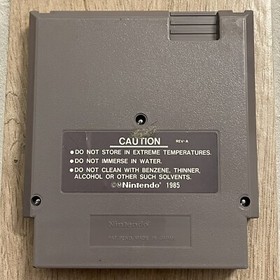 CAUTION REV-A
●DO NOT STORE IN EXTREME TEMPERATURES.
●DO NOT IMMERSE IN WATER.
●DO NOT CLEAN WITH BENZENE, THINNER,
ALCOHOL OR OTHER SUCH SOLVENTS.
©Nintendo 1985